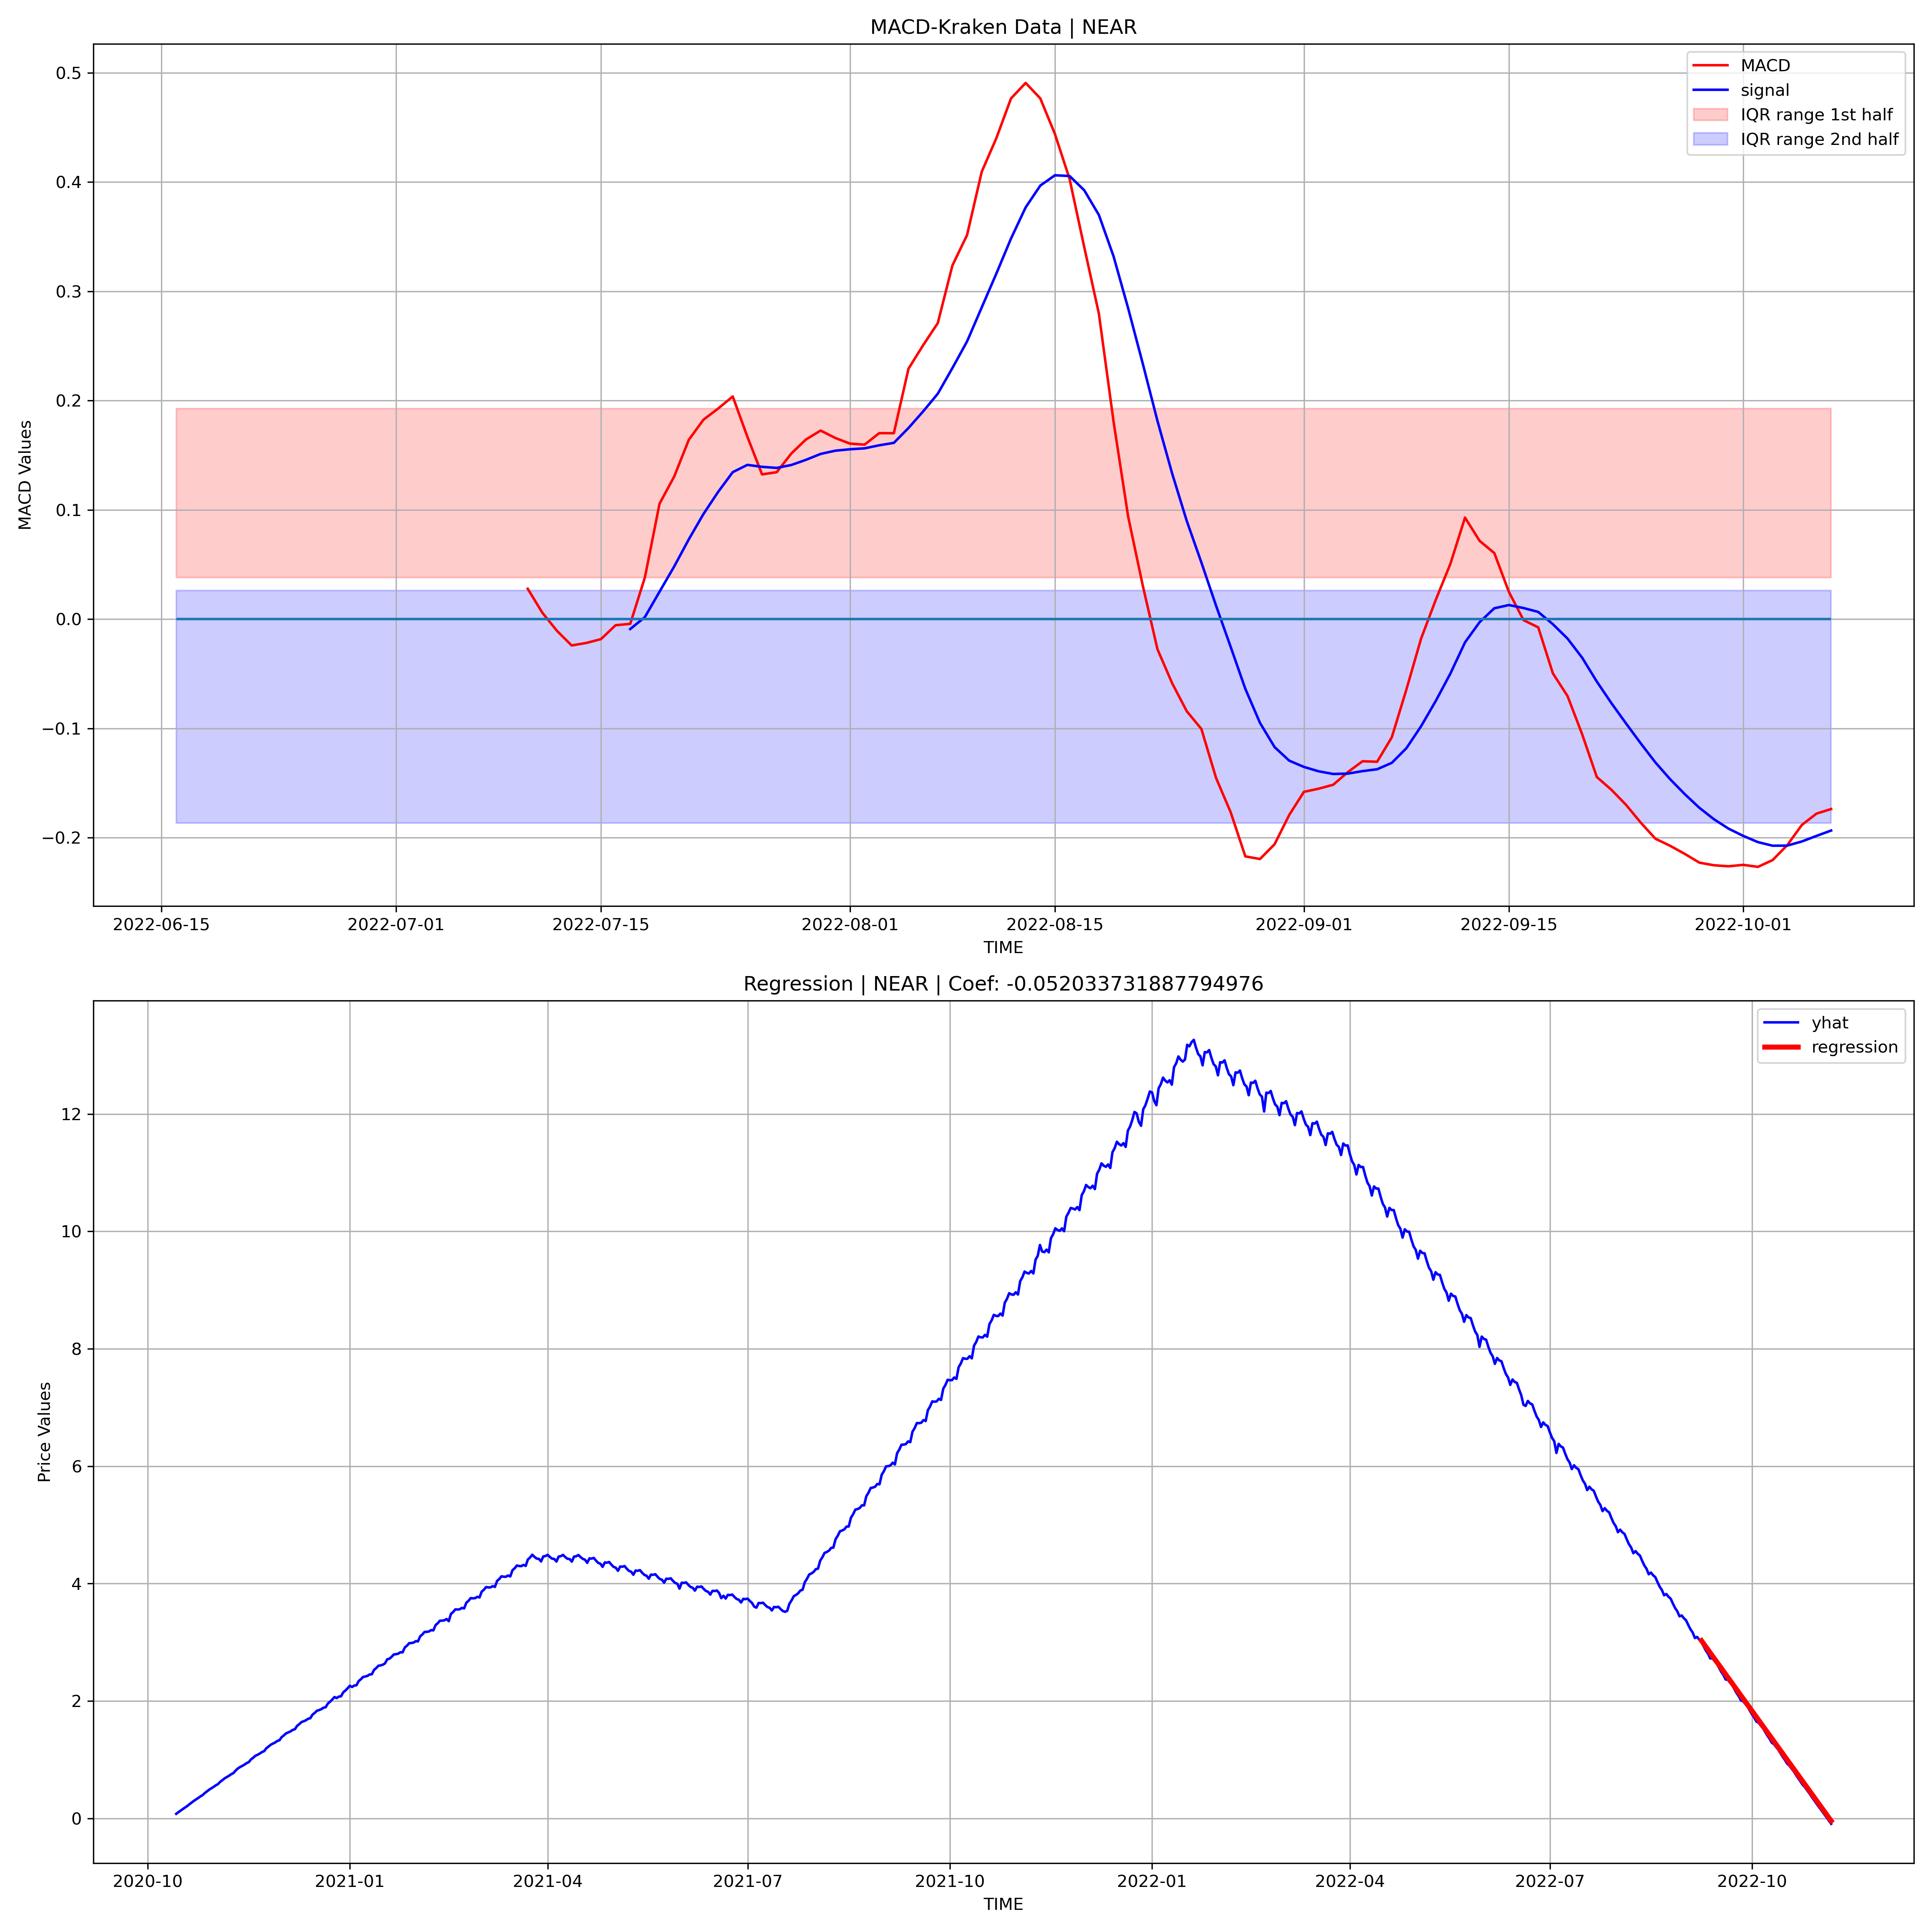 MACD-Kraken Data | NEAR
MACD
signal
IQR range 1st half
IQR range 2nd half
MACD Values
0.5
0.4
0.3
0.2
0.1
0.0
−0.1
−0.2
2022-06-15 2022-07-01 2022-07-15 2022-08-01 2022-08-15 2022-09-01 2022-09-15 2022-10-01
TIME
Regression | NEAR | Coef: -0.052033731887794976
yhat
regression
Price Values
12
10
8
6
4
2
0
2020-10 2021-01 2021-04 2021-07 2021-10 2022-01 2022-04 2022-07 2022-10
TIME